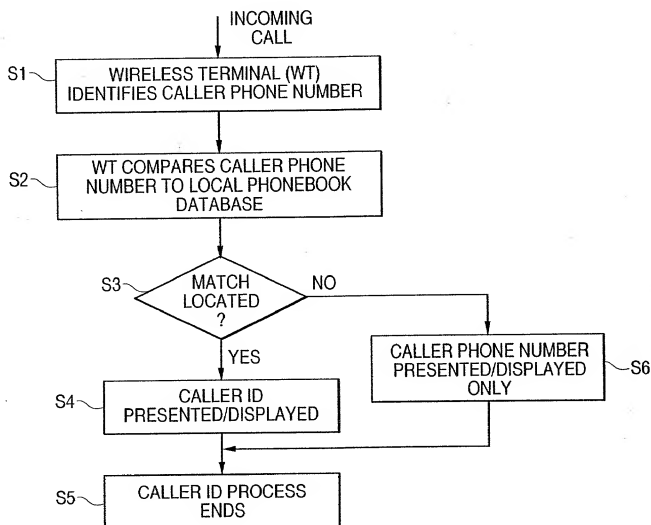 INCOMING
CALL
S1
WIRELESS TERMINAL (WT)
IDENTIFIES CALLER PHONE NUMBER
S2
WT COMPARES CALLER PHONE
NUMBER TO LOCAL PHONEBOOK
DATABASE
S3
MATCH
LOCATED
?
NO
YES
CALLER PHONE NUMBER
PRESENTED/DISPLAYED
ONLY
S6
S4
CALLER ID
PRESENTED/DISPLAYED
S5
CALLER ID PROCESS
ENDS